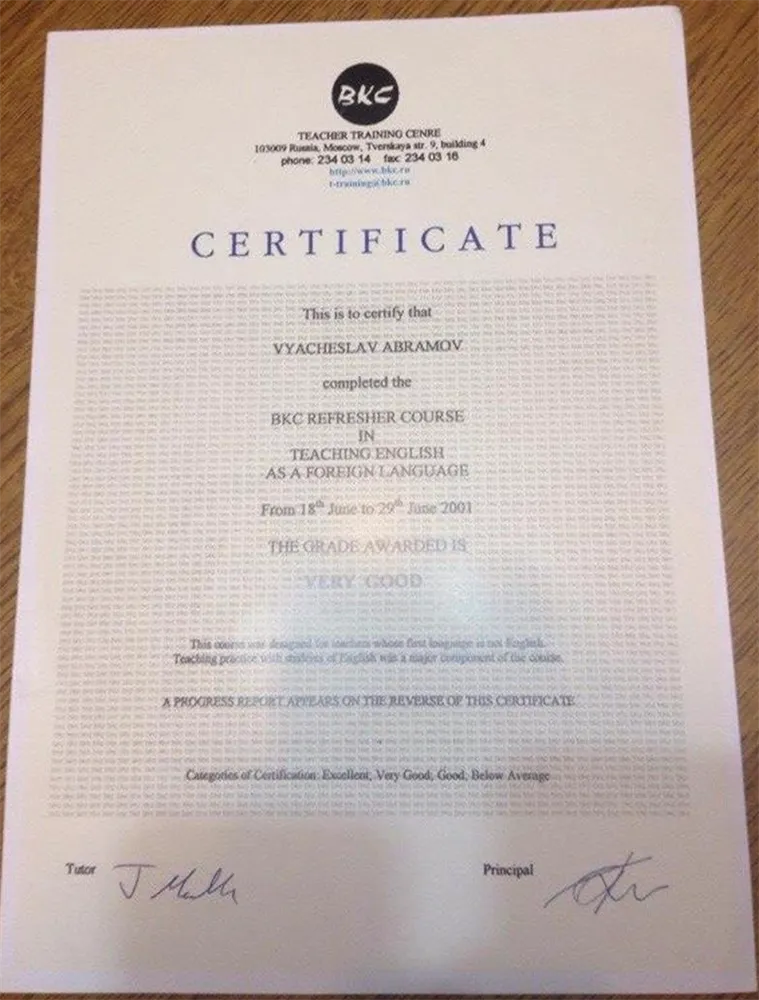 BKC
TEACHER TRAINING CENRE
103009 Russia, Moscow, Tverskaya str. 9, building 4
phone: 234 03 14 fax: 234 03 16
http://www.bkc.ru
t-training@bkc.ru
CERTIFICATE
This is to certify that
VYACHESLAV ABRAMOV
completed the
BKC REFRESHER COURSE
IN
TEACHING ENGLISH
AS A FOREIGN LANGUAGE
From 18th June to 29th June 2001
THE GRADE AWARDED IS
VERY GOOD
This course was designed for teachers whose first language is not English.
Teaching practice with students of English was a major component of the course.
A PROGRESS REPORT APPEARS ON THE REVERSE OF THIS CERTIFICATE
Categories of Certification: Excellent, Very Good, Good, Below Average
Tutor
Principal